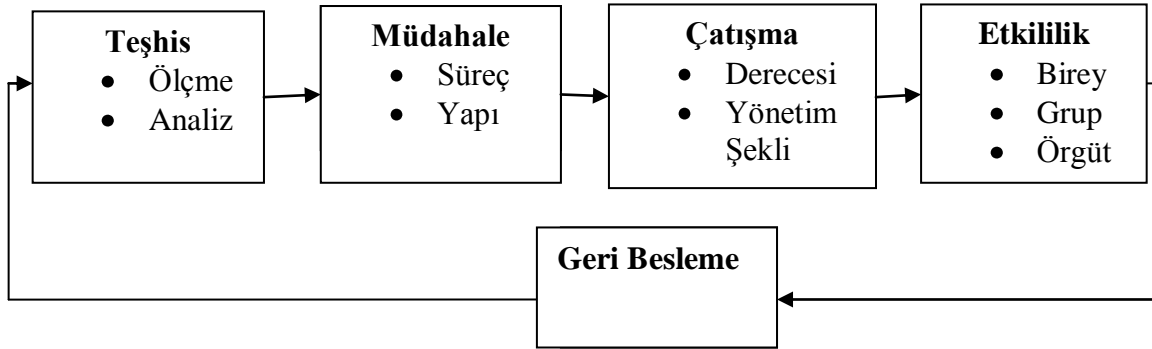 Teşhis
• Ölçme
• Analiz
Müdahale
• Süreç
• Yapı
Çatışma
• Derecesi
• Yönetim
Şekli
Etkililik
• Birey
• Grup
• Örgüt
Geri Besleme